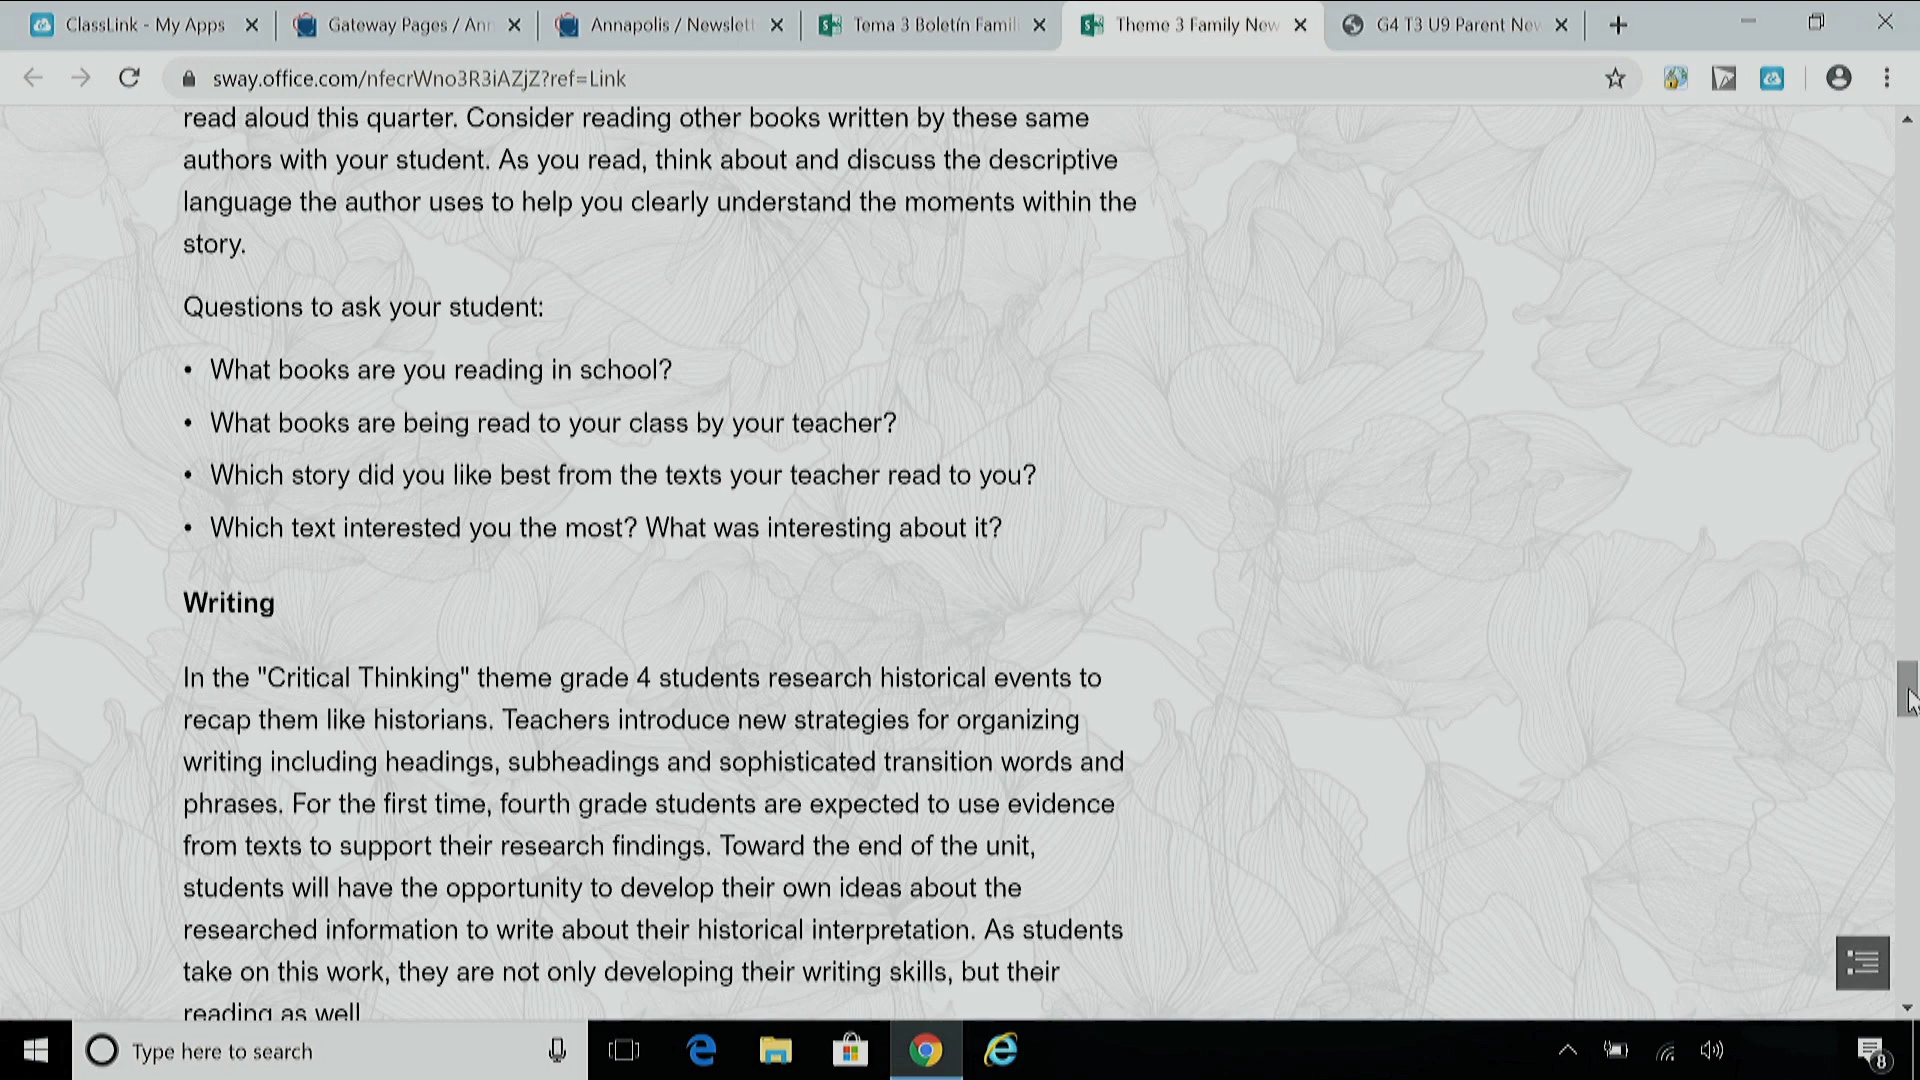 ClassLink - My Apps
Gateway Pages / Ann
Annapolis / Newslett
Tema 3 Boletín Famili
Theme 3 Family New
G4 T3 U9 Parent Nev
sway.office.com/nfecrWno3R3iAZjZ?ref=Link
read aloud this quarter. Consider reading other books written by these same
authors with your student. As you read, think about and discuss the descriptive
language the author uses to help you clearly understand the moments within the
story.
Questions to ask your student:
• What books are you reading in school?
• What books are being read to your class by your teacher?
• Which story did you like best from the texts your teacher read to you?
• Which text interested you the most? What was interesting about it?
Writing
In the "Critical Thinking" theme grade 4 students research historical events to
recap them like historians. Teachers introduce new strategies for organizing
writing including headings, subheadings and sophisticated transition words and
phrases. For the first time, fourth grade students are expected to use evidence
from texts to support their research findings. Toward the end of the unit,
students will have the opportunity to develop their own ideas about the
researched information to write about their historical interpretation. As students
take on this work, they are not only developing their writing skills, but their
reading as well
Type here to search
8